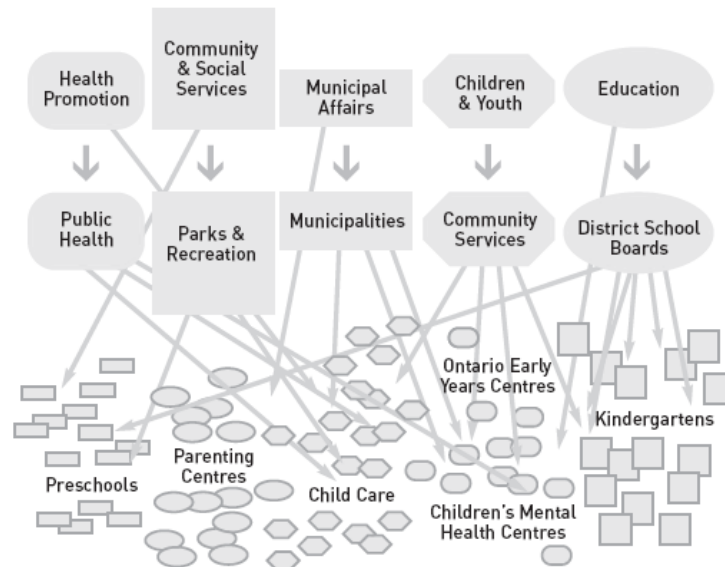 Health
Promotion
Community
& Social
Services
Municipal
Affairs
Children
& Youth
Education
Public
Health
Parks &
Recreation
Municipalities
Community
Services
District School
Boards
Ontario Early
Years Centres
Kindergartens
Preschools
Parenting
Centres
Child Care
Children's Mental
Health Centres